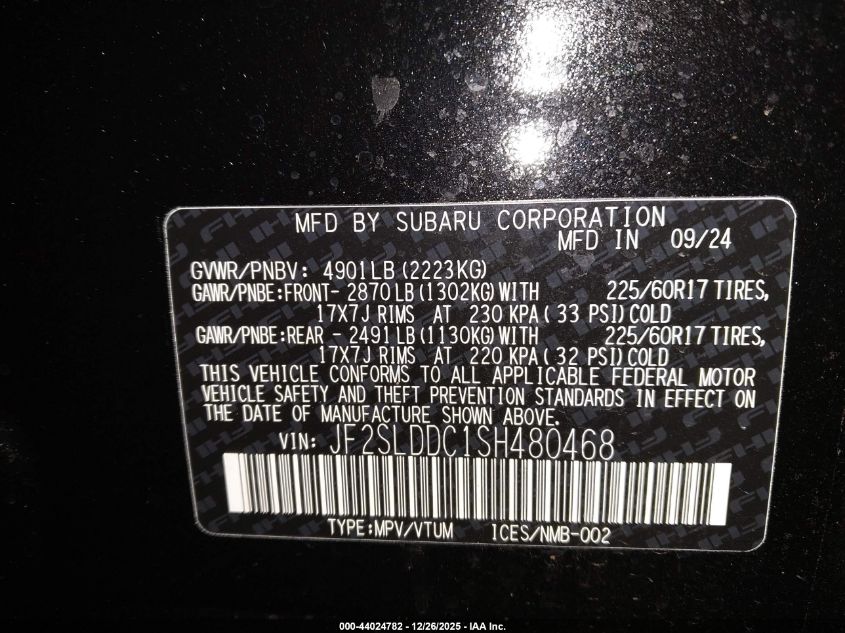 MFD BY SUBARU CORPORATION
MFD IN 09/24
GVWR/PNBV: 4901LB (2223KG)
GAWR/PNBE:FRONT- 2870LB (1302KG) WITH 225/60R17 TIRES,
17X7J RIMS AT 230 KPA ( 33 PSI) COLD
GAWR/PNBE:REAR - 2491LB (1130KG) WITH 225/60R17 TIRES,
17X7J RIMS AT 220 KPA ( 32 PSI) COLD
THIS VEHICLE CONFORMS TO ALL APPLICABLE FEDERAL MOTOR
VEHICLE SAFETY AND THEFT PREVENTION STANDARDS IN EFFECT ON
THE DATE OF MANUFACTURE SHOWN ABOVE.
VIN: JF2SLDDC1SH480468
TYPE:MPV/VTUM ICES/NMB-002
000-44024782 - 12/26/2025 - IAA Inc.